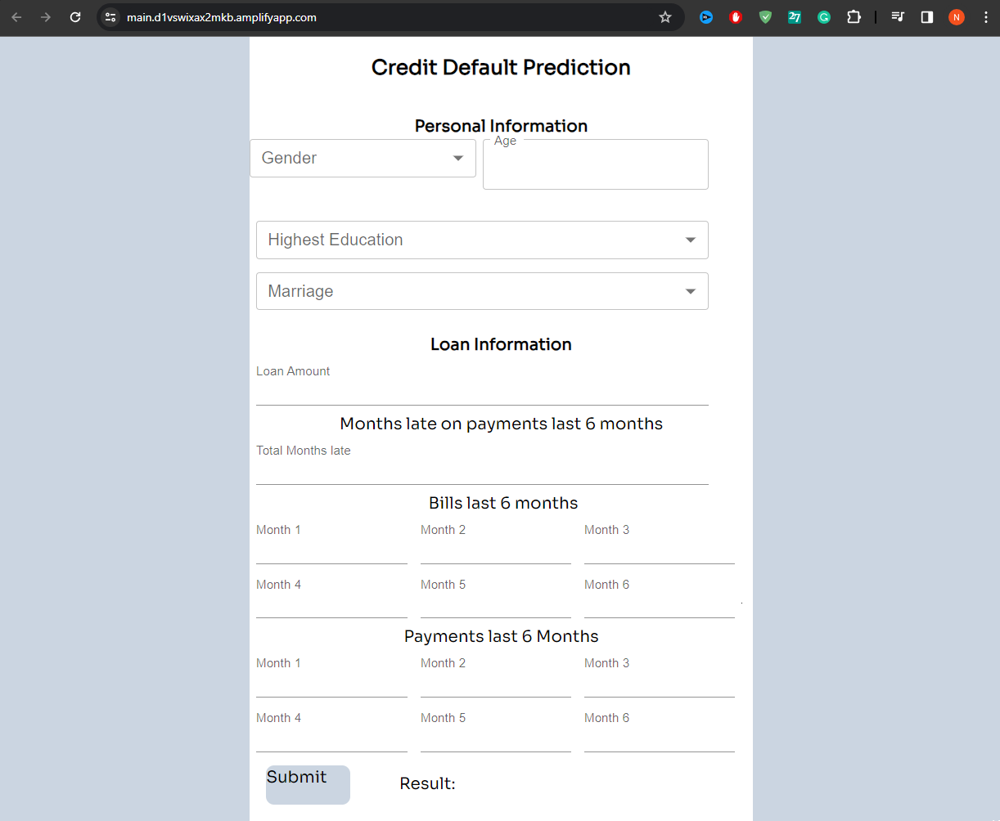 main.d1vswixax2mkb.amplifyapp.com
27
G
N
Credit Default Prediction
Personal Information
Gender
Age
Highest Education
Marriage
Loan Information
Loan Amount
Months late on payments last 6 months
Total Months late
Bills last 6 months
Month 1 Month 2 Month 3
Month 4 Month 5 Month 6
Payments last 6 Months
Month 1 Month 2 Month 3
Month 4 Month 5 Month 6
Submit Result: